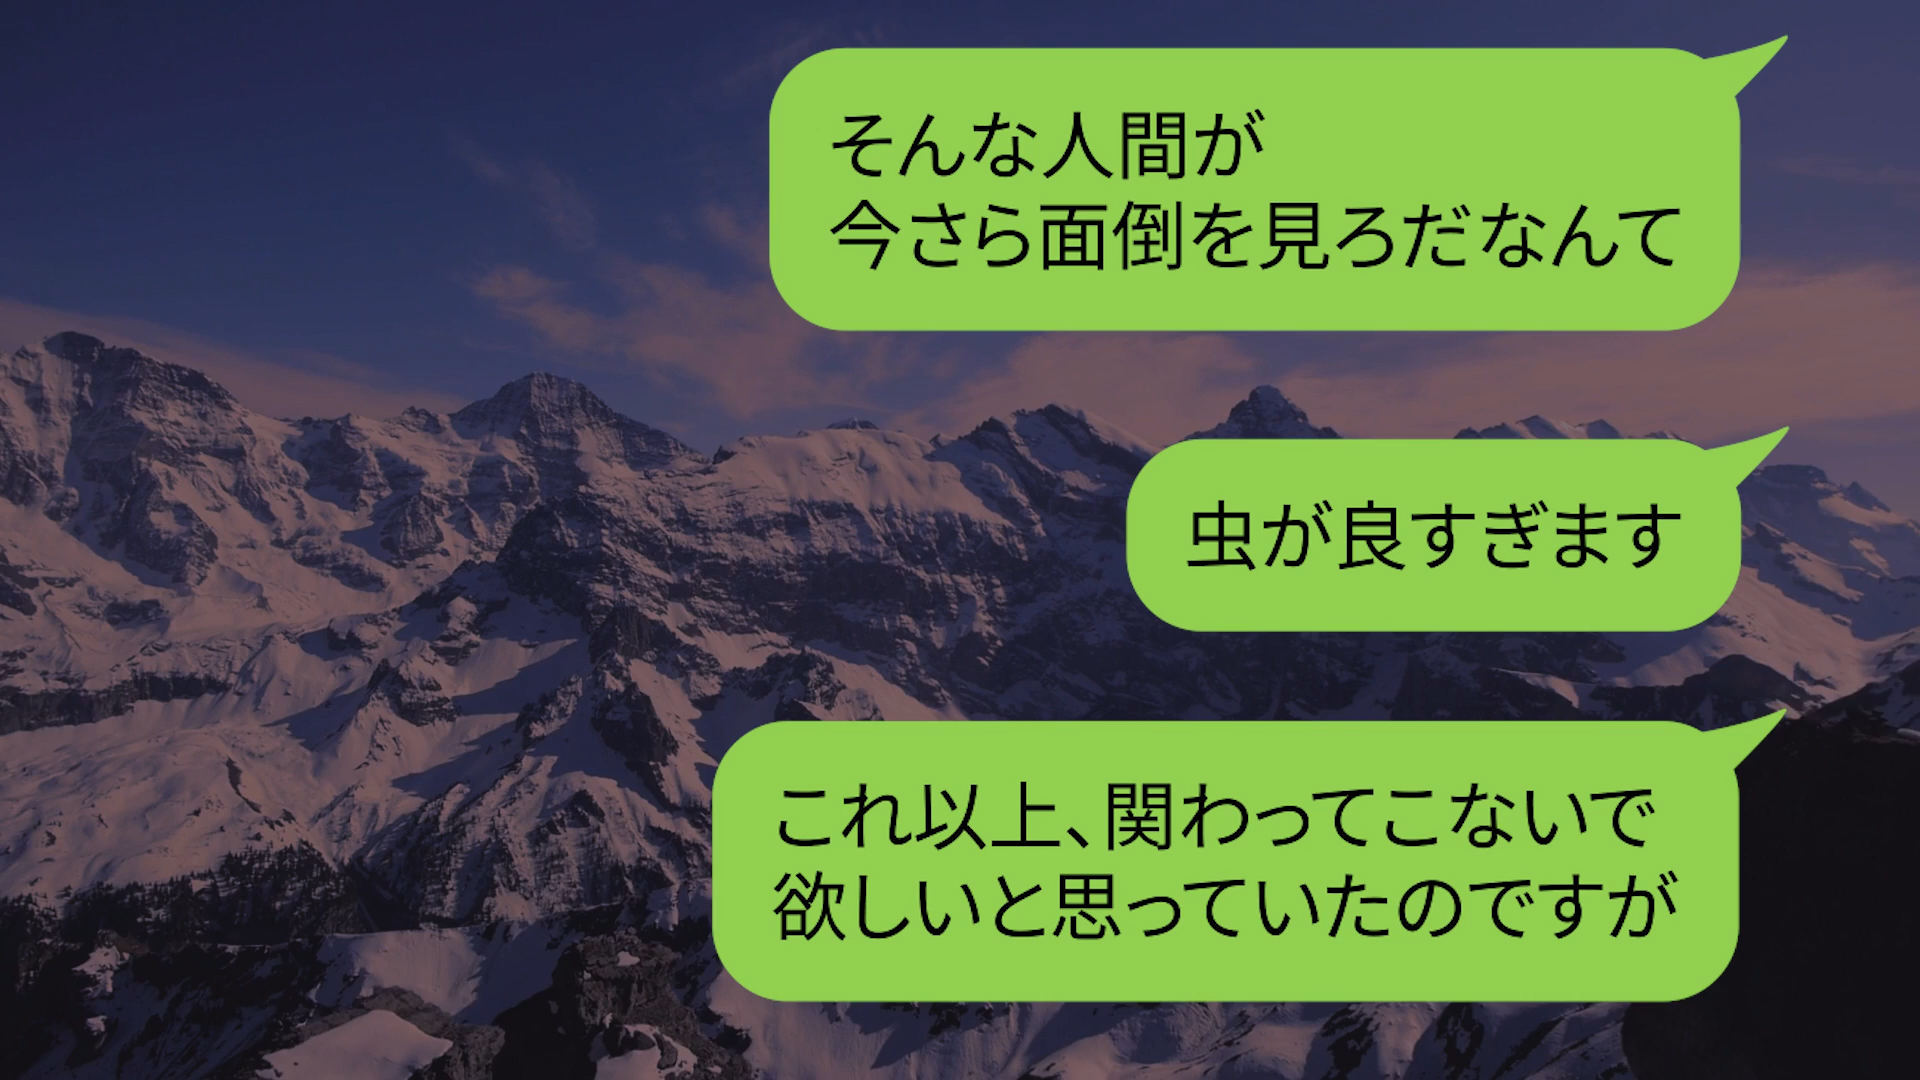 そんな人間が
今さら面倒を見ろだなんて
虫が良すぎます
これ以上、関わってこないで
欲しいと思っていたのですが